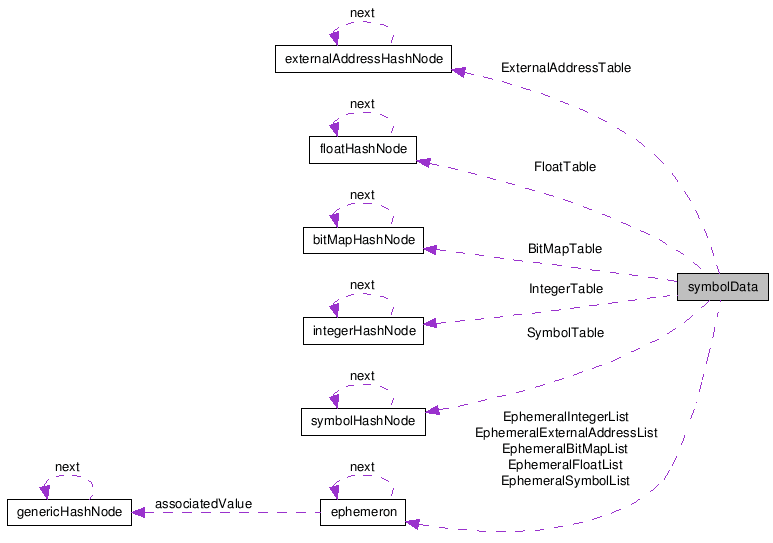 next
externalAddressHashNode
ExternalAddressTable
next
floatHashNode
FloatTable
next
bitMapHashNode
BitMapTable
symbolData
next
IntegerTable
integerHashNode
SymbolTable
next
symbolHashNode
EphemeralIntegerList
EphemeralExternalAddressList
EphemeralBitMapList
EphemeralFloatList
EphemeralSymbolList
next
next
genericHashNode
associatedValue
ephemeron